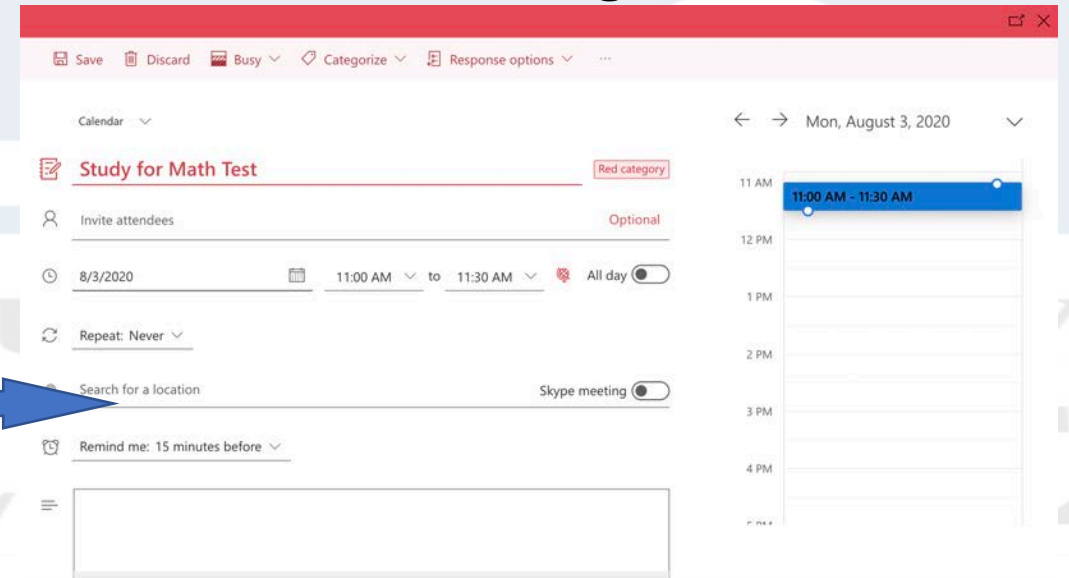 Save Discard Busy Categorize Response options ...
Calendar
Mon, August 3, 2020
Study for Math Test Red category
Invite attendees Optional
8/3/2020 11:00 AM to 11:30 AM All day
Repeat: Never
Search for a location Skype meeting
Remind me: 15 minutes before
11 AM
11:00 AM - 11:30 AM
12 PM
1 PM
2 PM
3 PM
4 PM